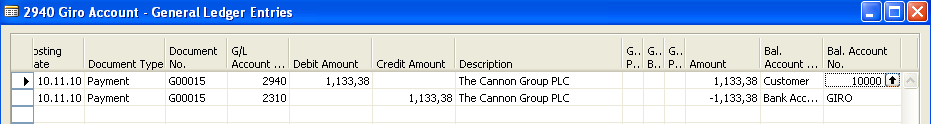 2940 Giro Account - General Ledger Entries
osting Document G/L G.. G.. G.. Bal. Bal. Account
ate Document Type No. Account ... Debit Amount Credit Amount Description P.. B.. P.. Amount Account ... No.
10.11.10 Payment G00015 2940 1,133,38 The Cannon Group PLC 1,133,38 Customer 10000
10.11.10 Payment G00015 2310 1,133,38 The Cannon Group PLC -1,133,38 Bank Acc... GIRO